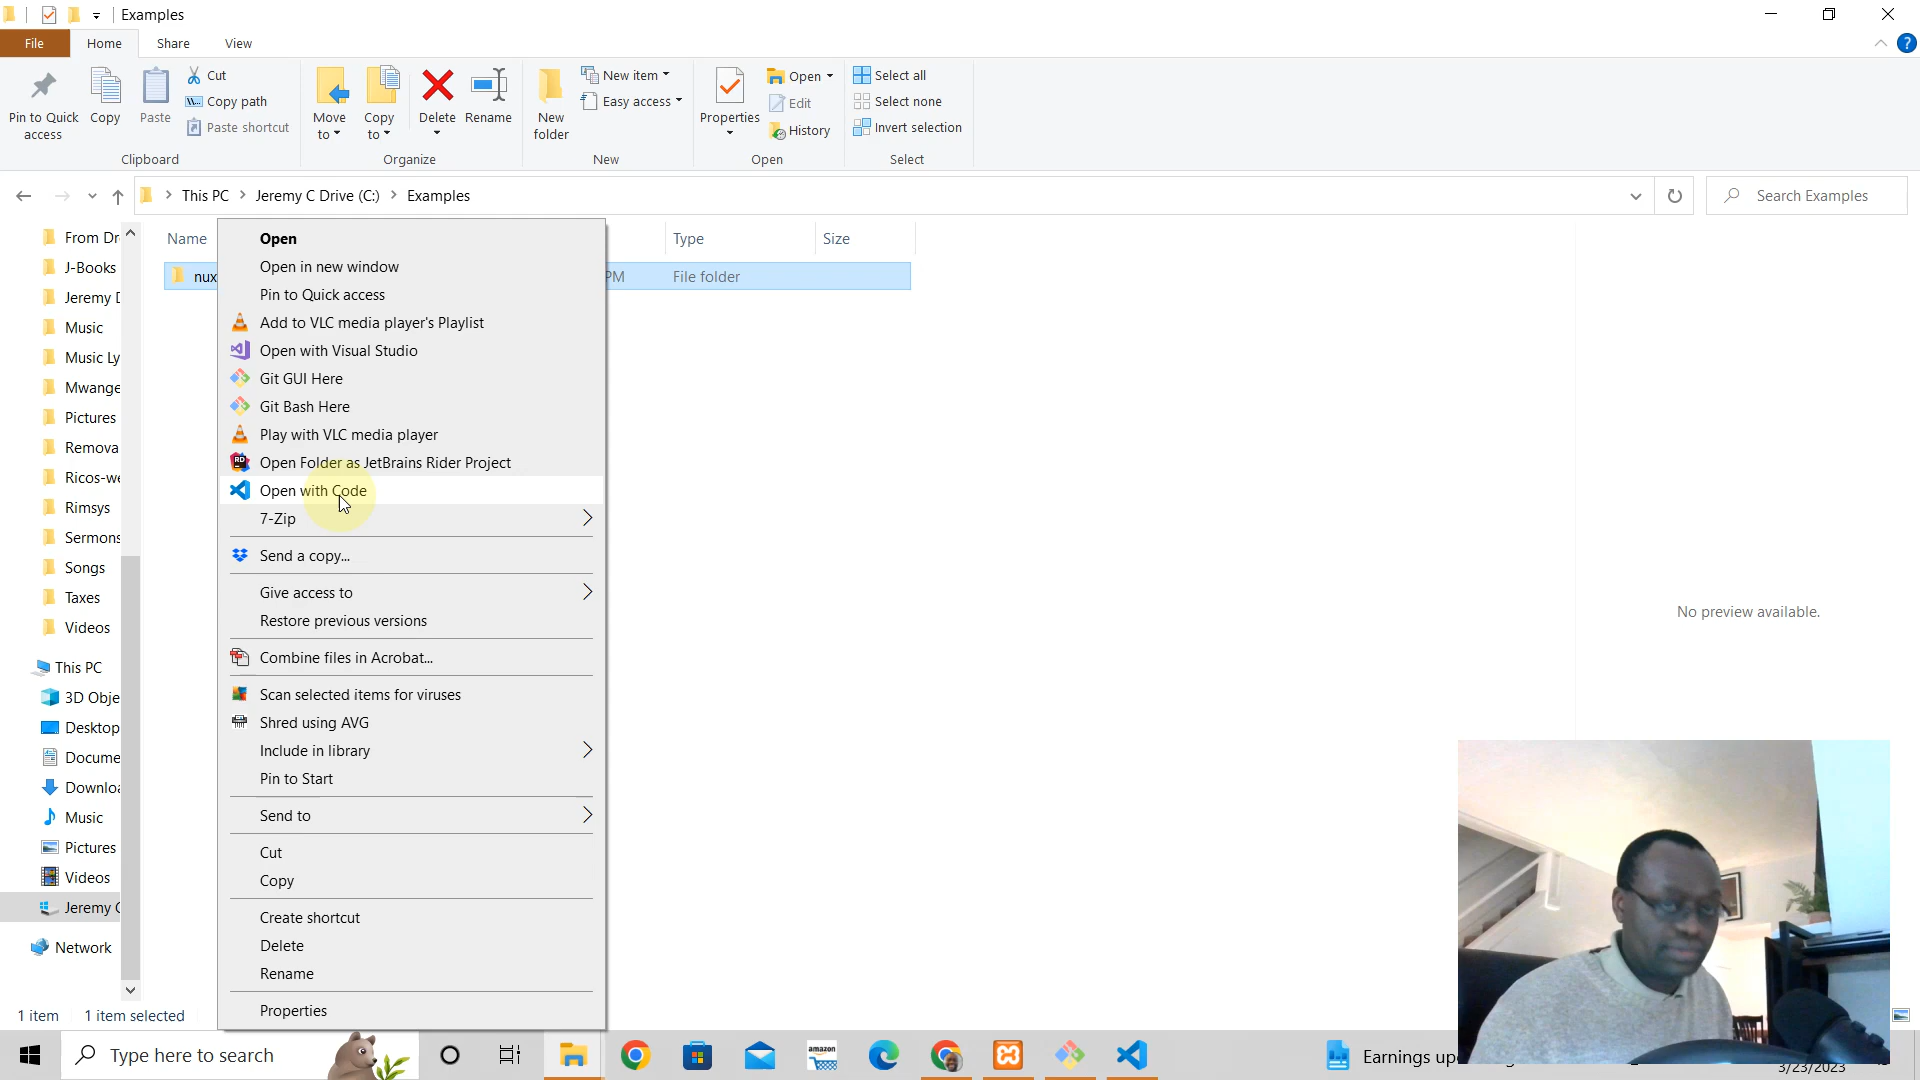 Examples
File Home Share View ?
Pin to Quick access
Copy
Paste
Cut
Copy path
Paste shortcut
Clipboard
Move to
Copy to
Delete
Rename
Organize
New folder
New item
Easy access
New
Properties
Open
Edit
History
Open
Select all
Select none
Invert selection
Select
This PC Jeremy C Drive (C:) Examples
Search Examples
From Dr
J-Books
Jeremy D
Music
Music Ly
Mwange
Pictures
Remova
Ricos-we
Rimsys
Sermons
Songs
Taxes
Videos
This PC
3D Obje
Desktop
Docume
Downloa
Music
Pictures
Videos
Jeremy C
Network
Name Type Size
nux PM File folder
Open
Open in new window
Pin to Quick access
Add to VLC media player's Playlist
Open with Visual Studio
Git GUI Here
Git Bash Here
Play with VLC media player
RD Open Folder as JetBrains Rider Project
Open with Code
7-Zip
Send a copy...
Give access to
Restore previous versions
Combine files in Acrobat...
Scan selected items for viruses
Shred using AVG
Include in library
Pin to Start
Send to
Cut
Copy
Create shortcut
Delete
Rename
Properties
No preview available.
1 item 1 item selected
Type here to search
amazon
Earnings up
3/23/2023